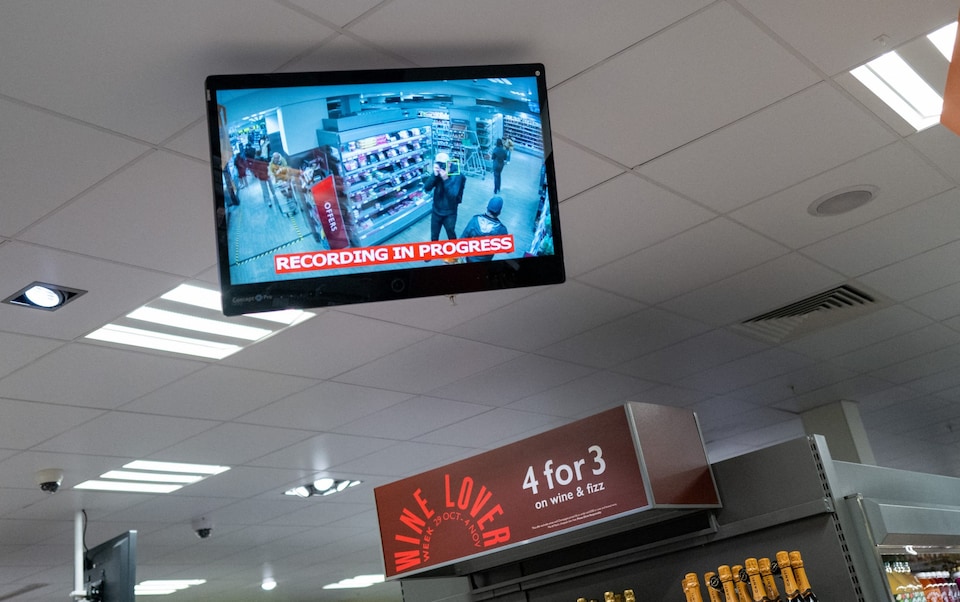 OFFERS
RECORDING IN PROGRESS
WINE LOVER
WEEK 29 OCT - 4 NOV
4 for 3
on wine & fizz